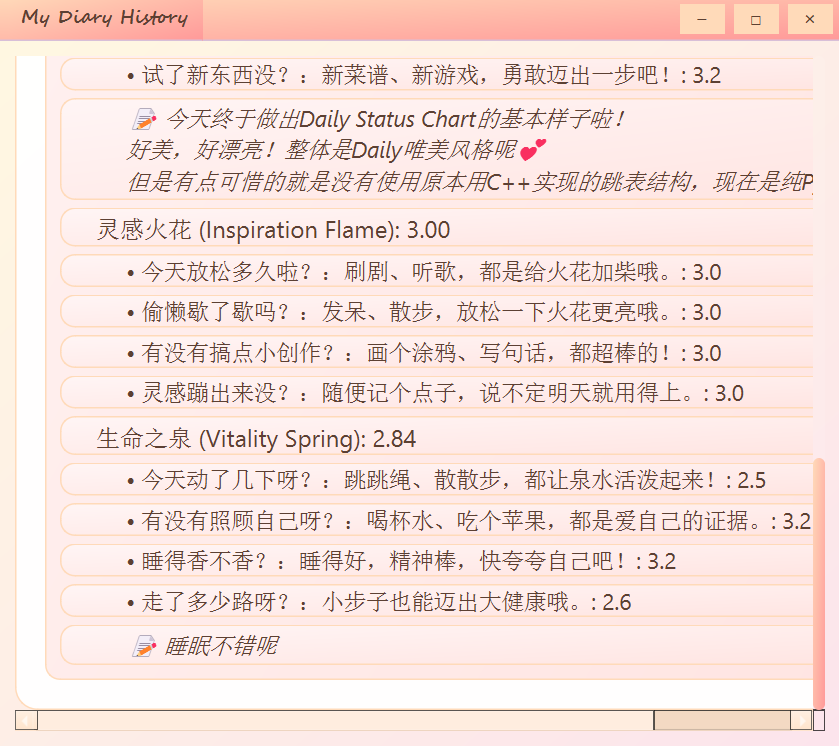 My Diary History
• 试了新东西没？：新菜谱、新游戏，勇敢迈出一步吧！: 3.2
📝 今天终于做出Daily Status Chart的基本样子啦！
好美，好漂亮！整体是Daily唯美风格呢💕
但是有点可惜的就是没有使用原本用C++实现的跳表结构，现在是纯P
灵感火花 (Inspiration Flame): 3.00
• 今天放松多久啦？：刷剧、听歌，都是给火花加柴哦。: 3.0
• 偷懒歇了歇吗？：发呆、散步，放松一下火花更亮哦。: 3.0
• 有没有搞点小创作？：画个涂鸦、写句话，都超棒的！: 3.0
• 灵感蹦出来没？：随便记个点子，说不定明天就用得上。: 3.0
生命之泉 (Vitality Spring): 2.84
• 今天动了几下呀？：跳跳绳、散散步，都让泉水活泼起来！: 2.5
• 有没有照顾自己呀？：喝杯水、吃个苹果，都是爱自己的证据。: 3.2
• 睡得香不香？：睡得好，精神棒，快夸夸自己吧！: 3.2
• 走了多少路呀？：小步子也能迈出大健康哦。: 2.6
📝 睡眠不错呢